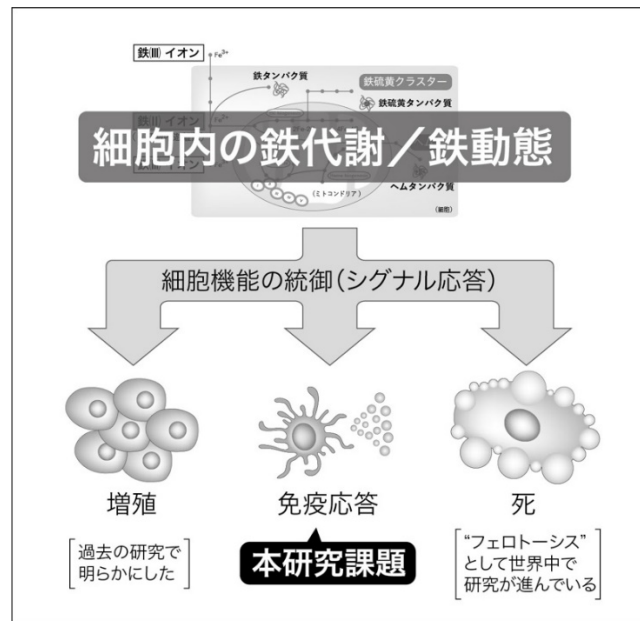 鉄(III) イオン
Fe³⁺
鉄タンパク質
鉄硫黄クラスター
鉄硫黄タンパク質
Fe²⁺
細胞内の鉄代謝／鉄動態
イオン
ヘムタンパク質
(ミトコンドリア)
(細胞)
細胞機能の統御(シグナル応答)
増殖
免疫応答
死
過去の研究で
明らかにした
本研究課題
“フェロトーシス”
として世界中で
研究が進んでいる